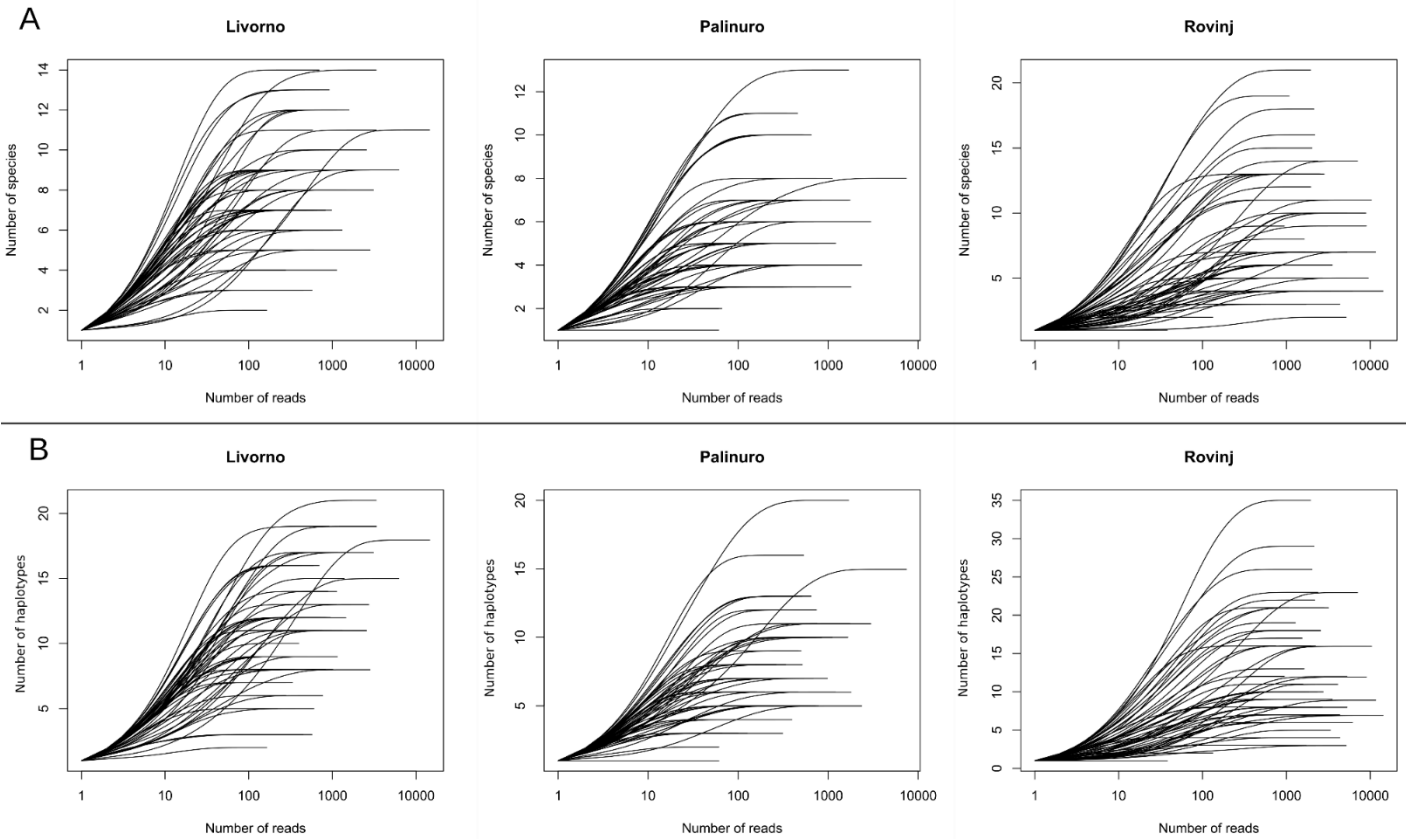 A
Livorno
Palinuro
Rovinj
Number of species
2 4 6 8 10 12 14
1 10 100 1000 10000
Number of reads
Number of species
2 4 6 8 10 12
1 10 100 1000 10000
Number of reads
Number of species
5 10 15 20
1 10 100 1000 10000
Number of reads
B
Livorno
Palinuro
Rovinj
Number of haplotypes
5 10 15 20
1 10 100 1000 10000
Number of reads
Number of haplotypes
5 10 15 20
1 10 100 1000 10000
Number of reads
Number of haplotypes
0 5 10 15 20 25 30 35
1 10 100 1000 10000
Number of reads